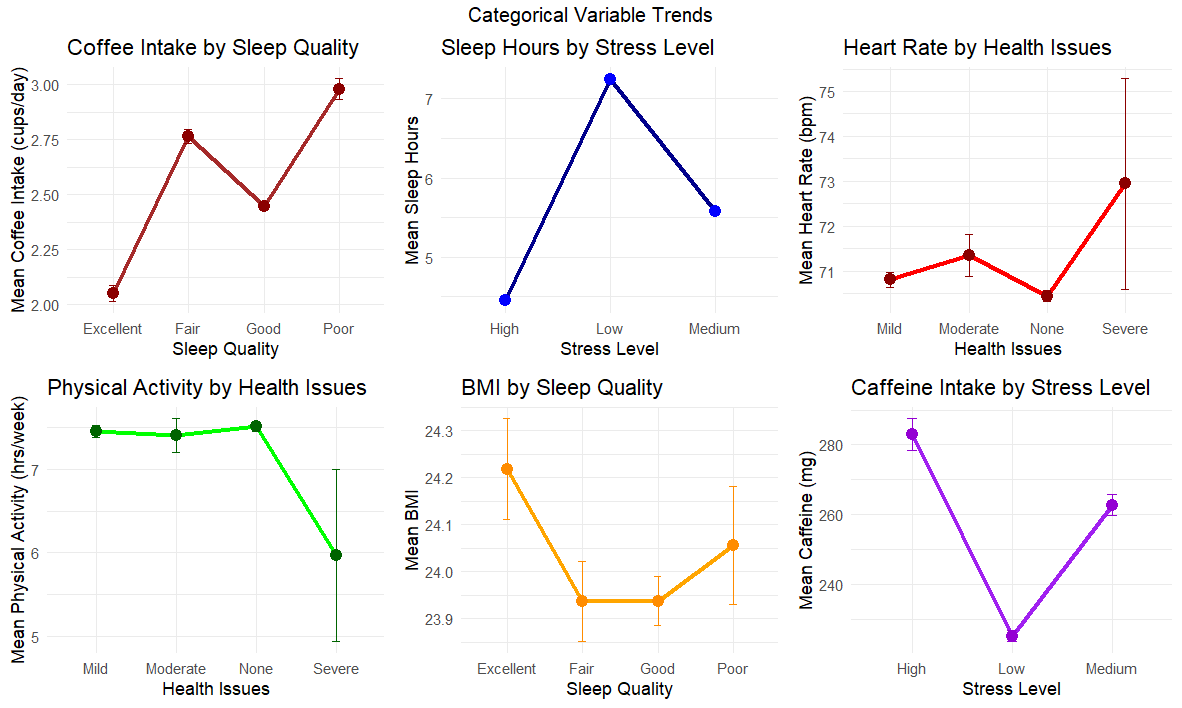 Categorical Variable Trends
Coffee Intake by Sleep Quality
Mean Coffee Intake (cups/day)
3.00
2.75
2.50
2.25
2.00
Excellent Fair Good Poor
Sleep Quality
Sleep Hours by Stress Level
Mean Sleep Hours
7
6
5
High Low Medium
Stress Level
Heart Rate by Health Issues
Mean Heart Rate (bpm)
75
74
73
72
71
Mild Moderate None Severe
Health Issues
Physical Activity by Health Issues
Mean Physical Activity (hrs/week)
7
6
5
Mild Moderate None Severe
Health Issues
BMI by Sleep Quality
Mean BMI
24.3
24.2
24.1
24.0
23.9
Excellent Fair Good Poor
Sleep Quality
Caffeine Intake by Stress Level
Mean Caffeine (mg)
280
260
240
High Low Medium
Stress Level